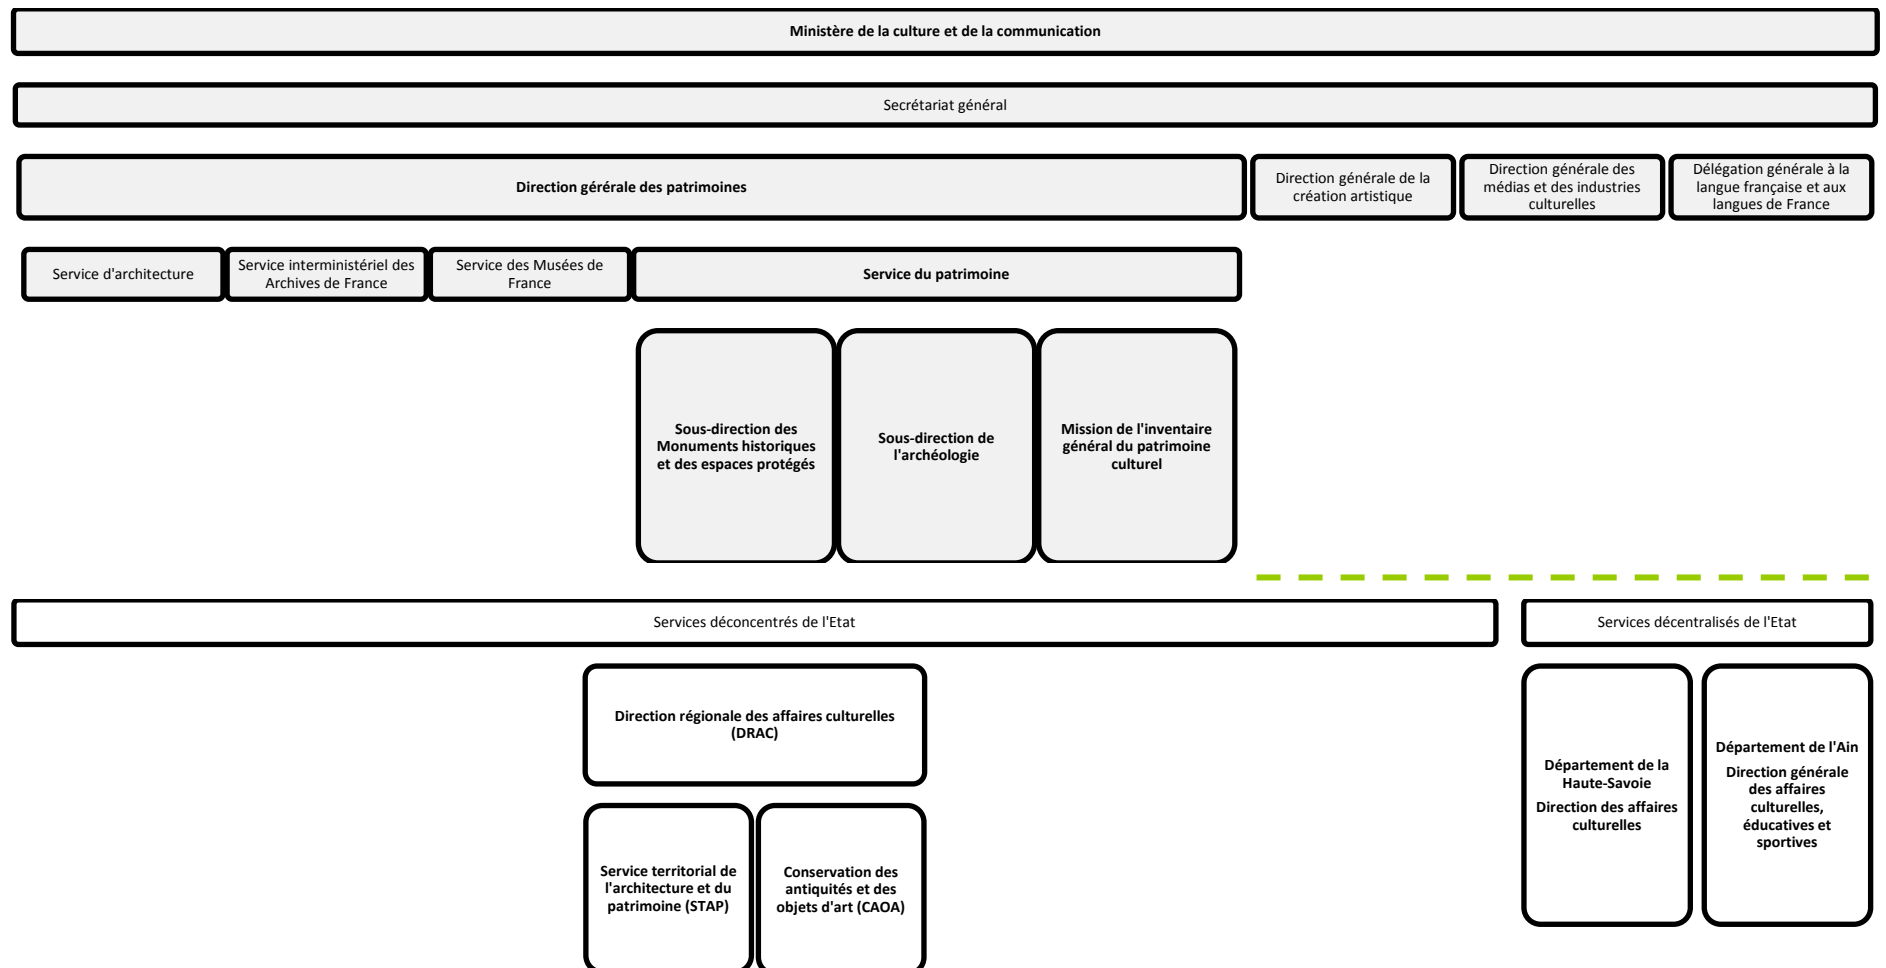 Ministère de la culture et de la communication
Secrétariat général
Direction gérérale des patrimoines
Direction générale de la
création artistique
Direction générale des
médias et des industries
culturelles
Délégation générale à la
langue française et aux
langues de France
Service d'architecture
Service interministériel des
Archives de France
Service des Musées de
France
Service du patrimoine
Sous-direction des
Monuments historiques
et des espaces protégés
Sous-direction de
l'archéologie
Mission de l'inventaire
général du patrimoine
culturel
Services déconcentrés de l'Etat
Services décentralisés de l'Etat
Direction régionale des affaires culturelles
(DRAC)
Service territorial de
l'architecture et du
patrimoine (STAP)
Conservation des
antiquités et des
objets d'art (CAOA)
Département de la
Haute-Savoie
Direction des affaires
culturelles
Département de l'Ain
Direction générale
des affaires
culturelles,
éducatives et
sportives